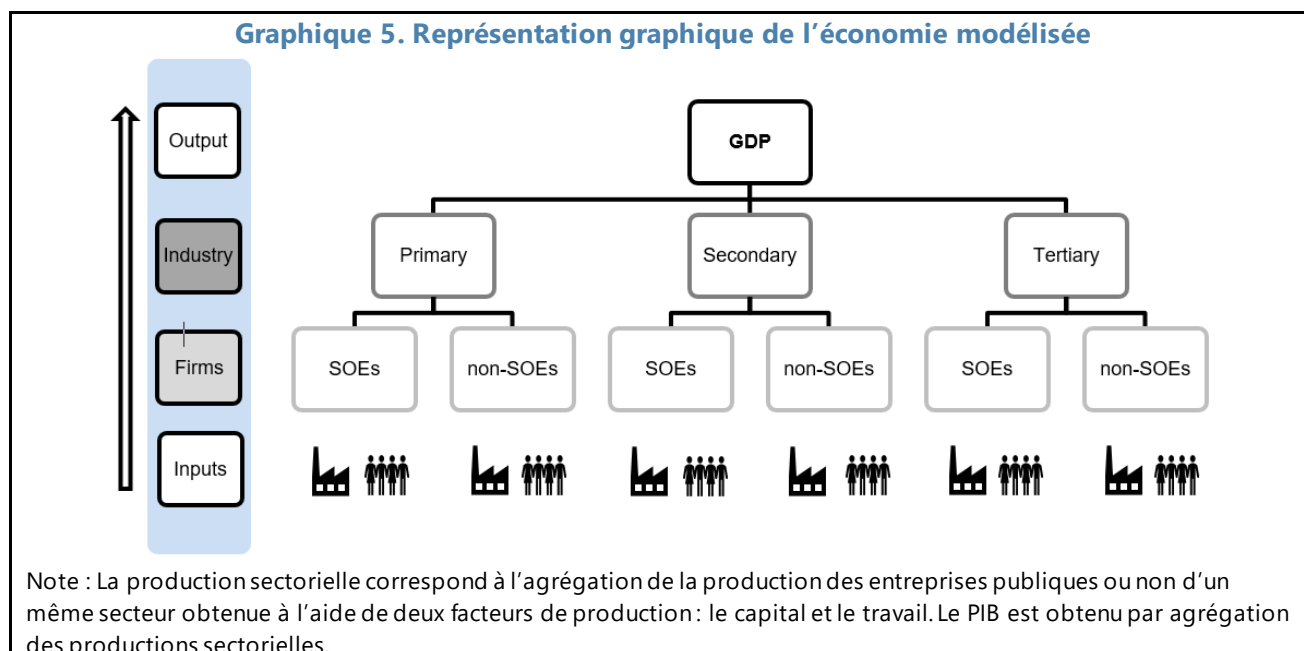 Graphique 5. Représentation graphique de l’économie modélisée
Output
GDP
Industry
Primary
Secondary
Tertiary
Firms
SOEs
non-SOEs
SOEs
non-SOEs
SOEs
non-SOEs
Inputs
Note : La production sectorielle correspond à l’agrégation de la production des entreprises publiques ou non d’un
même secteur obtenue à l’aide de deux facteurs de production : le capital et le travail. Le PIB est obtenu par agrégation
des productions sectorielles